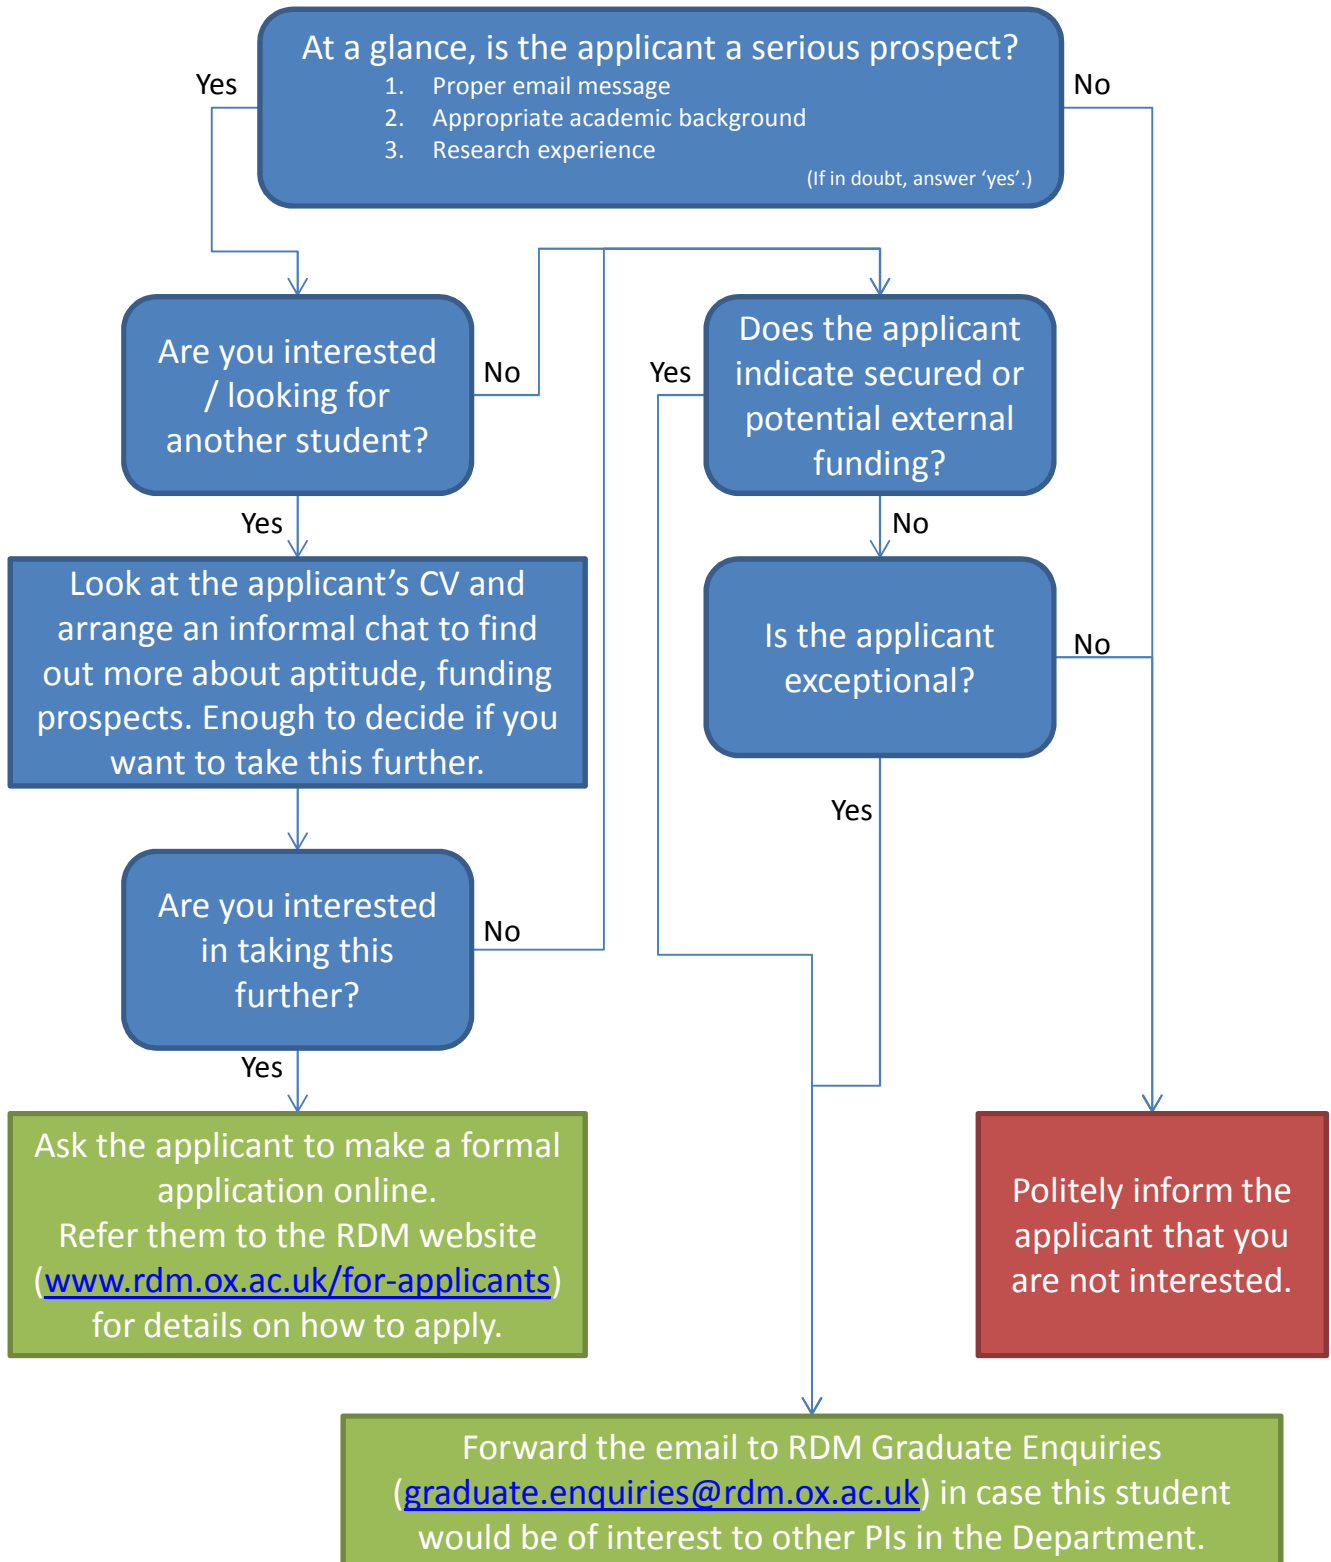 At a glance, is the applicant a serious prospect?
1. Proper email message
2. Appropriate academic background
3. Research experience
(If in doubt, answer ‘yes’.)
Yes
No
Are you interested
/ looking for
another student?
No
Yes
Does the applicant
indicate secured or
potential external
funding?
Yes
No
Look at the applicant’s CV and
arrange an informal chat to find
out more about aptitude, funding
prospects. Enough to decide if you
want to take this further.
Is the applicant
exceptional?
No
Yes
Are you interested
in taking this
further?
No
Yes
Ask the applicant to make a formal
application online.
Refer them to the RDM website
(www.rdm.ox.ac.uk/for-applicants)
for details on how to apply.
Politely inform the
applicant that you
are not interested.
Forward the email to RDM Graduate Enquiries
(graduate.enquiries@rdm.ox.ac.uk) in case this student
would be of interest to other PIs in the Department.